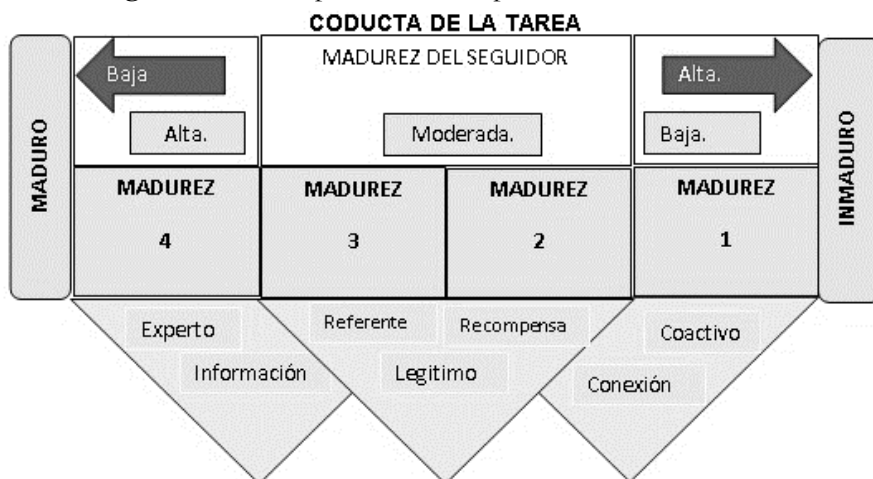 CODUCTA DE LA TAREA
MADUREZ DEL SEGUIDOR
Baja
Alta.
Alta.
Moderada.
Baja.
MADURO
INMADURO
MADUREZ
MADUREZ
MADUREZ
MADUREZ
4
3
2
1
Experto
Referente
Recompensa
Coactivo
Información
Legitimo
Conexión